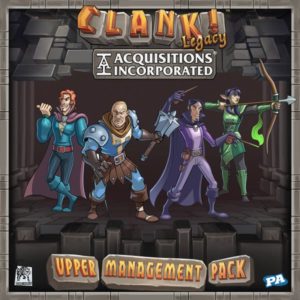 CLANK!
Legacy
ACQUISITIONS
INCORPORATED
UPPER MANAGEMENT PACK
PA